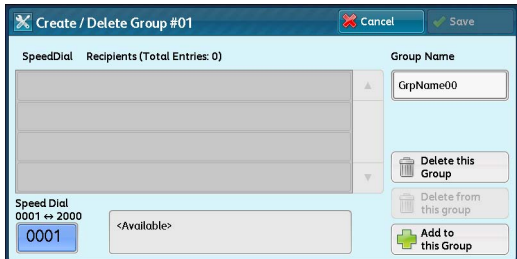 Create / Delete Group #01
Cancel
Save
SpeedDial Recipients (Total Entries: 0)
Group Name
GrpName00
Delete this
Group
Delete from
this group
Speed Dial
0001 ↔ 2000
0001
<Available>
Add to
this Group